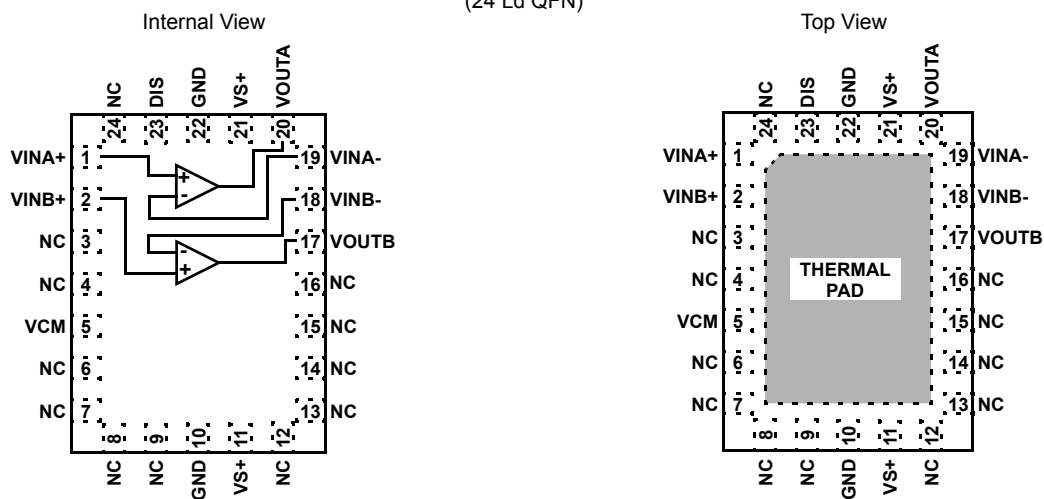 (24 Ld QFN)
Internal View
NC
DIS
GND
VS+
VOUTA
24
23
22
21
20
VINA+ 1
19 VINA-
VINB+ 2
18 VINB-
NC 3
17 VOUTB
NC 4
16 NC
VCM 5
15 NC
NC 6
14 NC
NC 7
13 NC
+
-
-
+
8
9
10
11
12
NC
NC
GND
VS+
NC
Top View
NC
DIS
GND
VS+
VOUTA
24
23
22
21
20
VINA+ 1
19 VINA-
VINB+ 2
18 VINB-
NC 3
17 VOUTB
THERMAL
PAD
NC 4
16 NC
VCM 5
15 NC
NC 6
14 NC
NC 7
13 NC
8
9
10
11
12
NC
NC
GND
VS+
NC